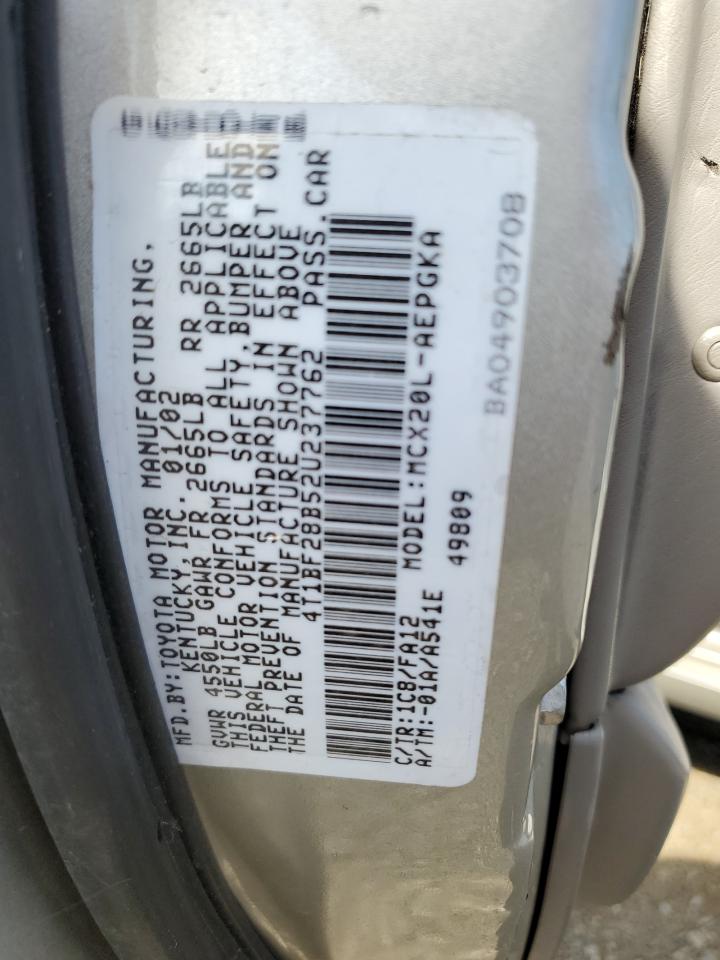 MFD.BY:TOYOTA MOTOR MANUFACTURING,
KENTUCKY,INC. 01/02
GVWR 4550LB GAWR FR 2665LB RR 2665LB
THIS VEHICLE CONFORMS TO ALL APPLICABLE
FEDERAL MOTOR VEHICLE SAFETY,BUMPER AND
THEFT PREVENTION STANDARDS IN EFFECT ON
THE DATE OF MANUFACTURE SHOWN ABOVE
4T1BF28B52U237762 PASS.CAR
C/TR:1C8/FA12 MODEL:MCX20L-AEPGKA
A/TM:-01A/A541E 49809
BA04903708